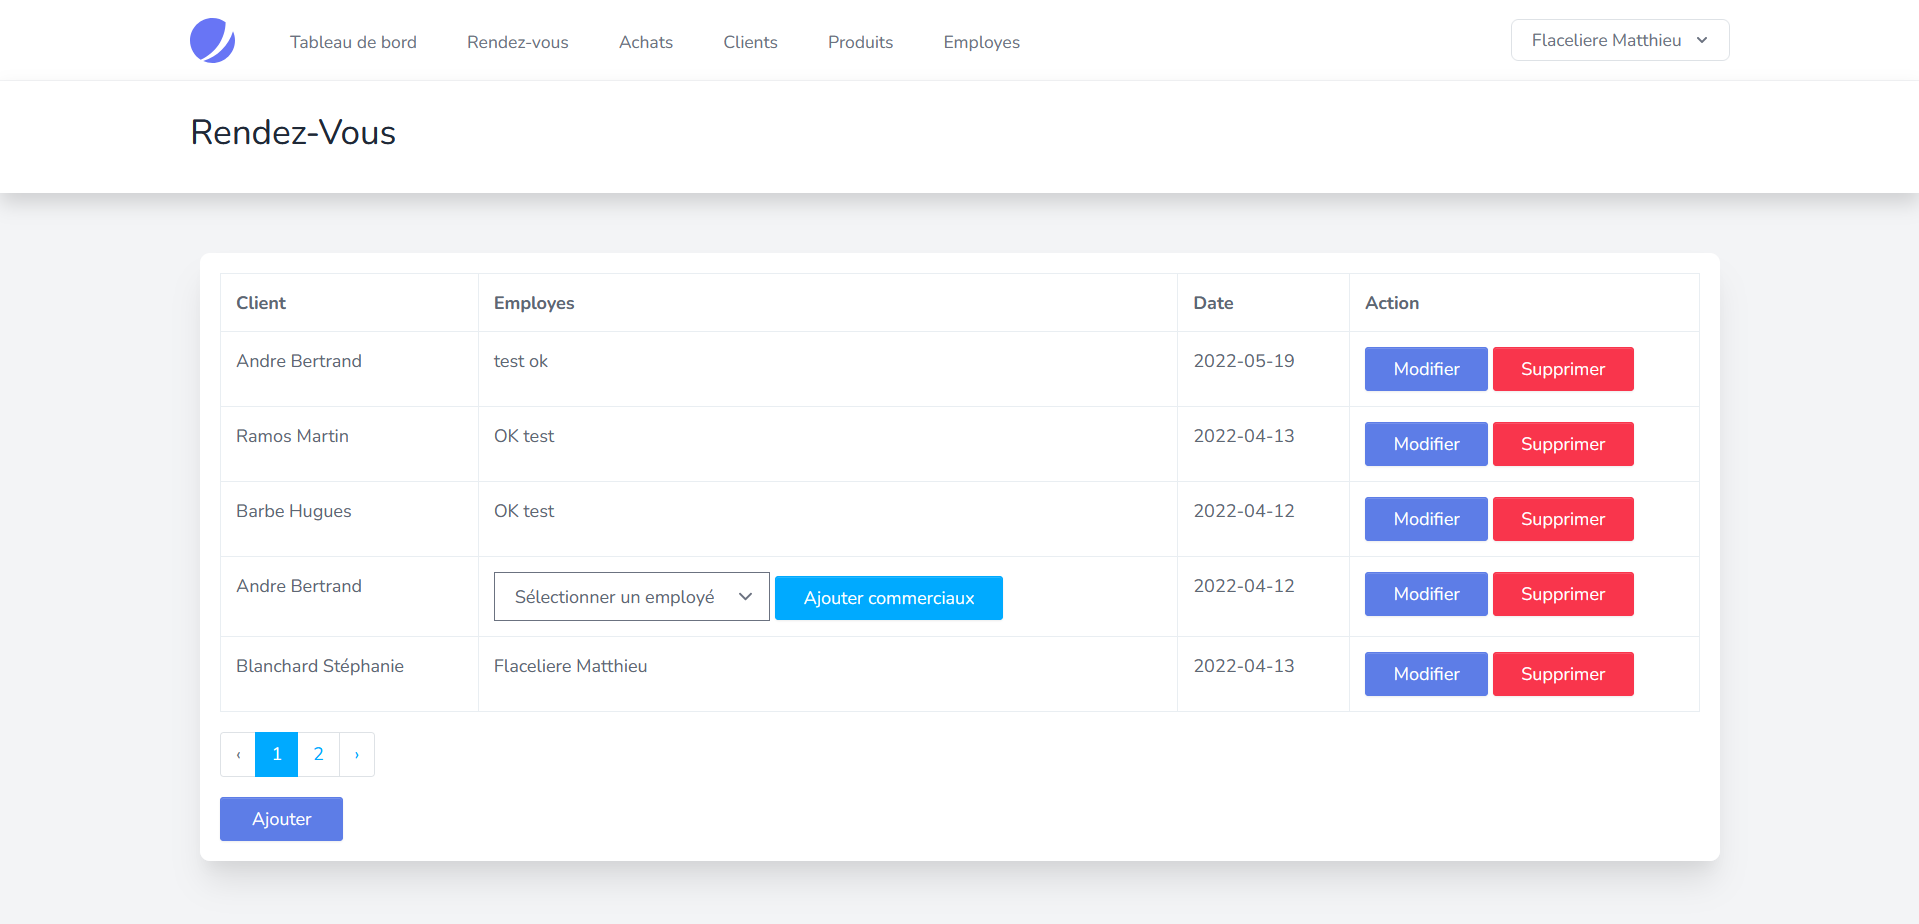 Tableau de bord Rendez-vous Achats Clients Produits Employes Flaceliere Matthieu
Rendez-Vous
Client Employes Date Action
Andre Bertrand test ok 2022-05-19 Modifier Supprimer
Ramos Martin OK test 2022-04-13 Modifier Supprimer
Barbe Hugues OK test 2022-04-12 Modifier Supprimer
Andre Bertrand Sélectionner un employé Ajouter commerciaux 2022-04-12 Modifier Supprimer
Blanchard Stéphanie Flaceliere Matthieu 2022-04-13 Modifier Supprimer
‹ 1 2 ›
Ajouter